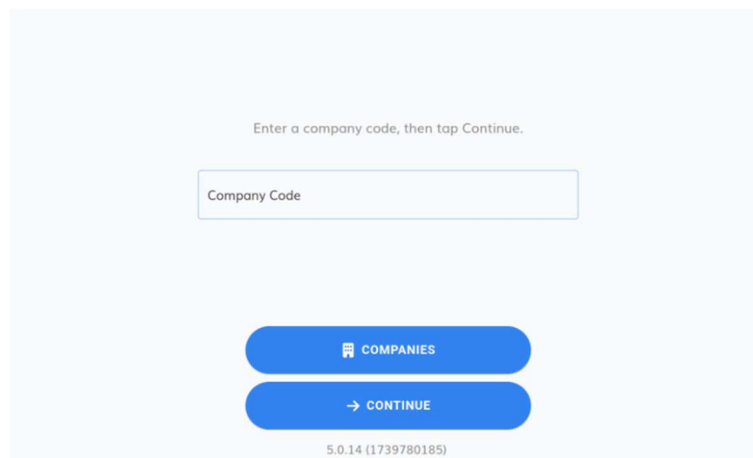 Enter a company code, then tap Continue.
Company Code
COMPANIES
CONTINUE
5.0.14 (1739780185)